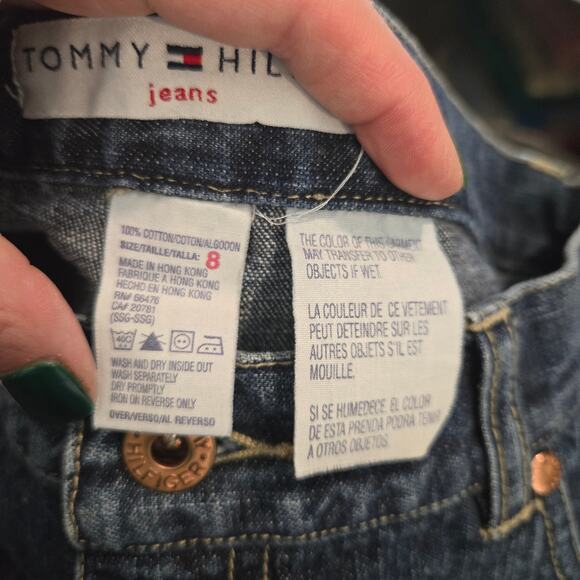 TOMMY HIL
jeans
100% COTTON/COTON/ALGODON
SIZE/TAILLE/TALLA: 8
MADE IN HONG KONG
FABRIQUE A HONG KONG
HECHO EN HONG KONG
RN# 66476
CA# 20781
(SSG-SSG)
40C
WASH AND DRY INSIDE OUT
WASH SEPARATELY
DRY PROMPTLY
IRON ON REVERSE ONLY
OVER/VERSO/AL REVERSO
THE COLOR OF THIS GARMENT
MAY TRANSFER TO OTHER
OBJECTS IF WET.
LA COULEUR DE CE VETEMENT
PEUT DETEINDRE SUR LES
AUTRES OBJETS S'IL EST
MOUILLE.
SI SE HUMEDECE, EL COLOR
DE ESTA PRENDA PODRA TENIR
A OTROS OBJETOS.
HILFIGER